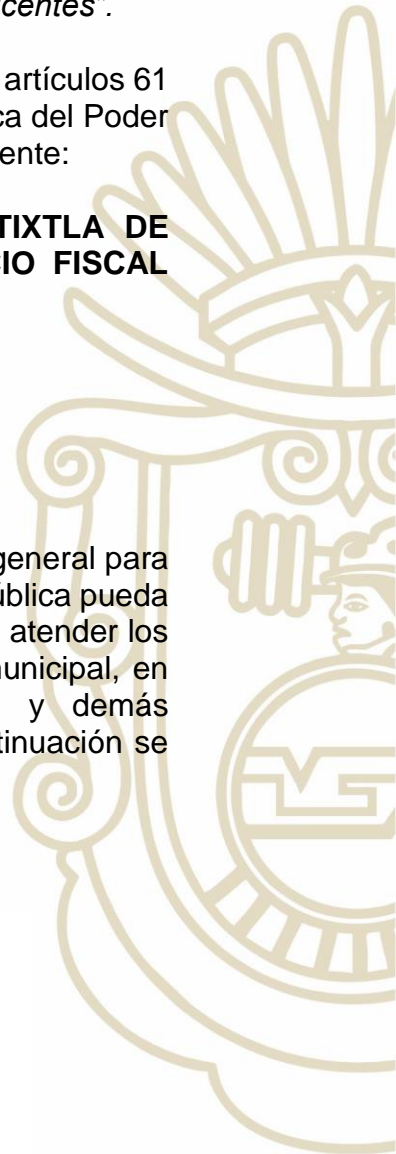 centes".
artículos 61
ca del Poder
ente:
TIXTLA DE
IO FISCAL
general para
ública pueda
atender los
unicipal, en
y demás
tinuación se